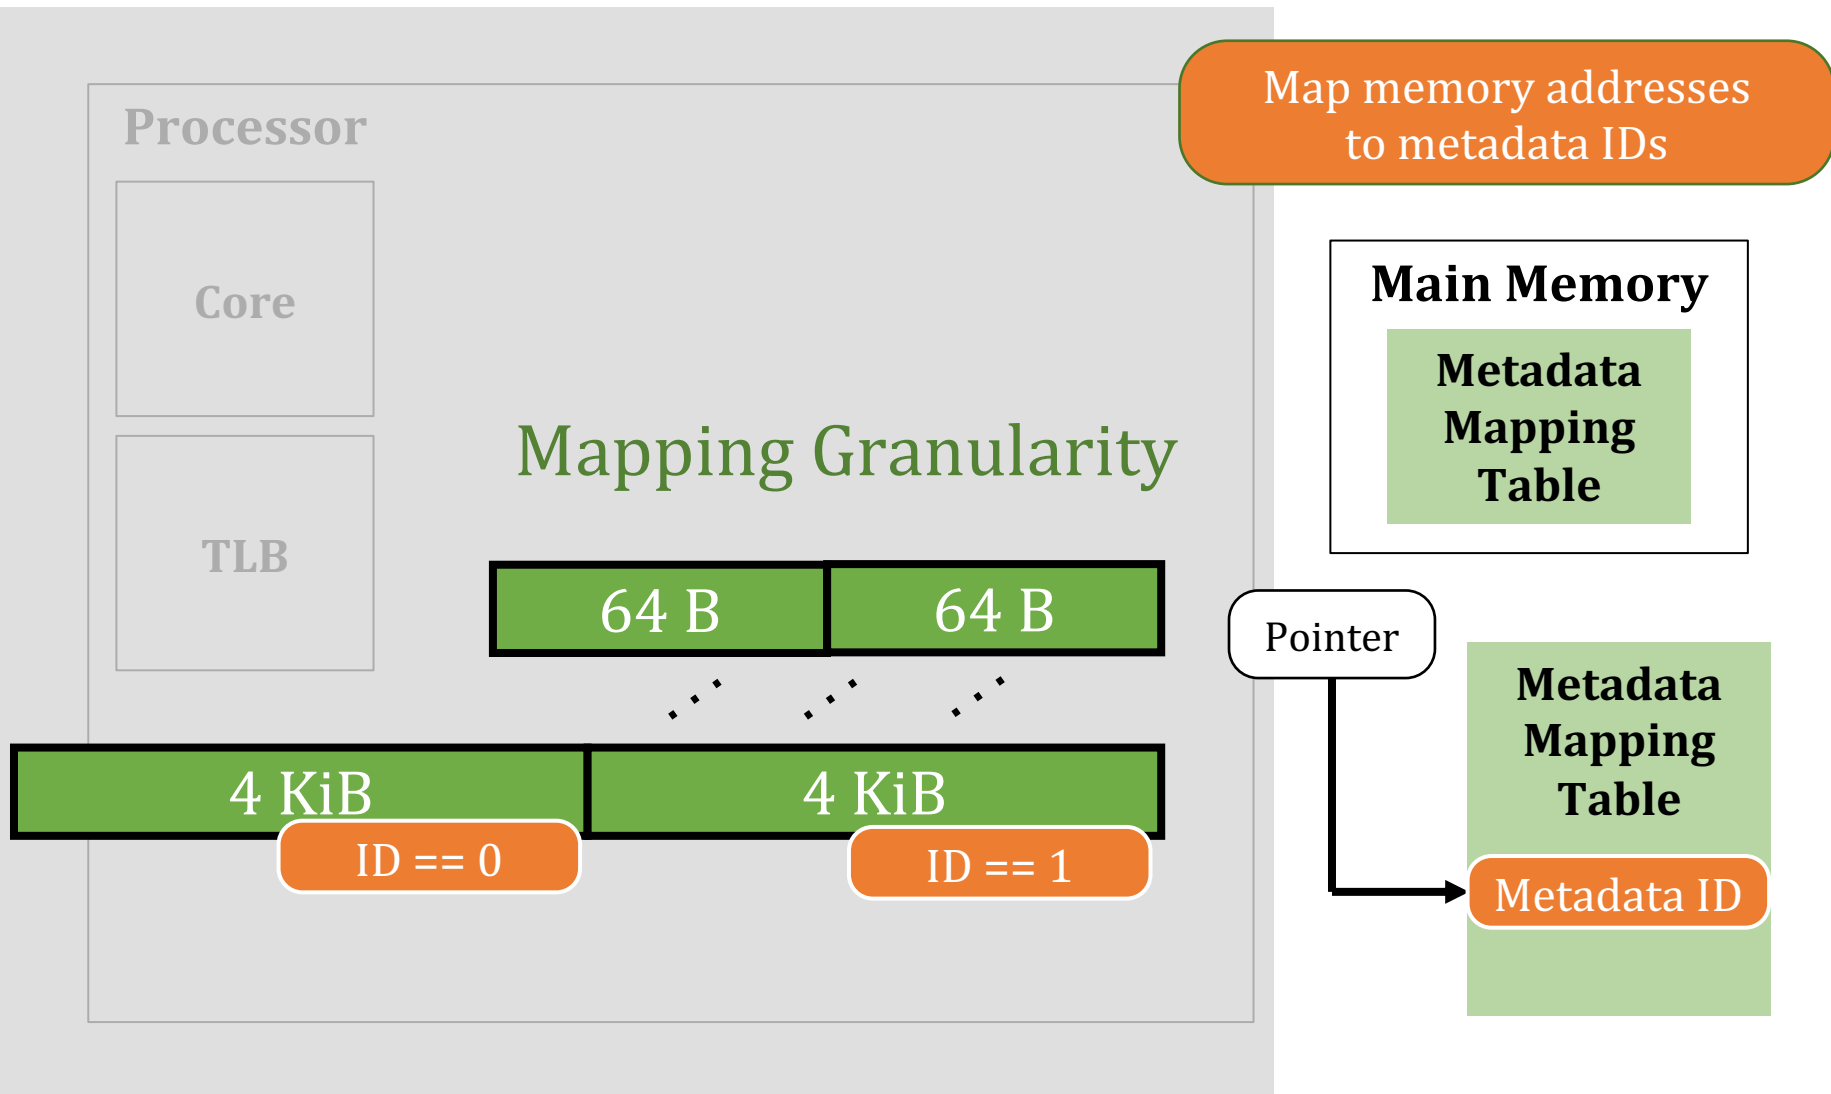 Map memory addresses
to metadata IDs
Processor
Core
TLB
Mapping Granularity
64 B
64 B
4 KiB
4 KiB
ID == 0
ID == 1
Main Memory
Metadata
Mapping
Table
Pointer
Metadata
Mapping
Table
Metadata ID